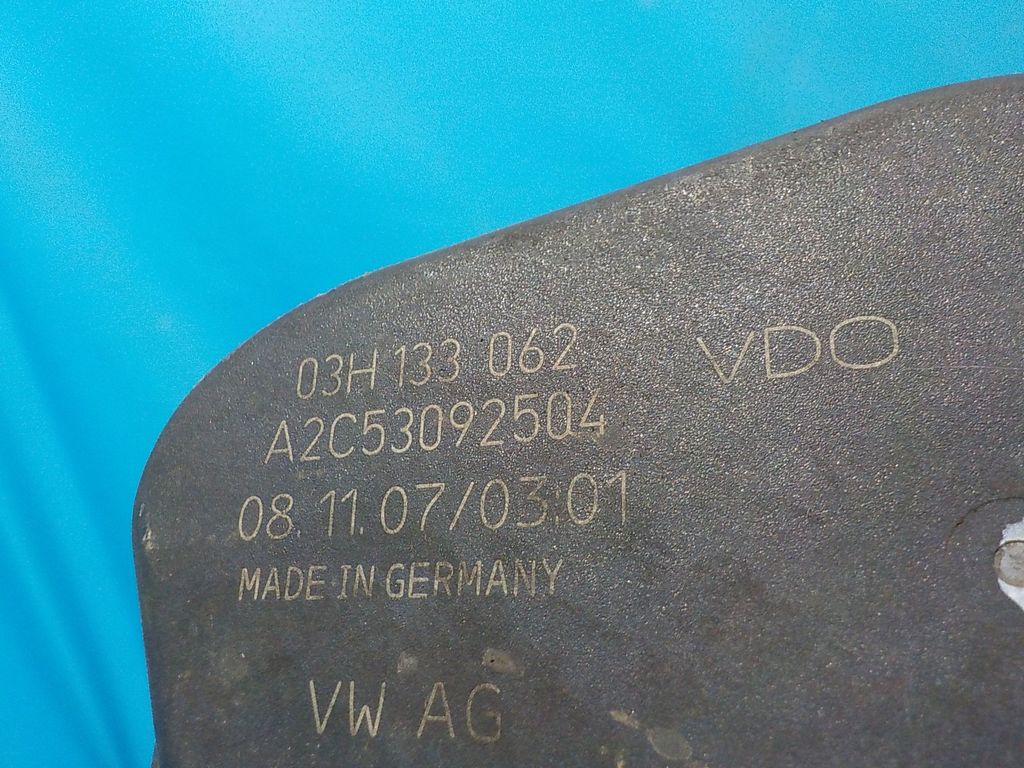 03H 133 062
VDO
A2C53092504
08.11.07/03:01
MADE IN GERMANY
VW AG